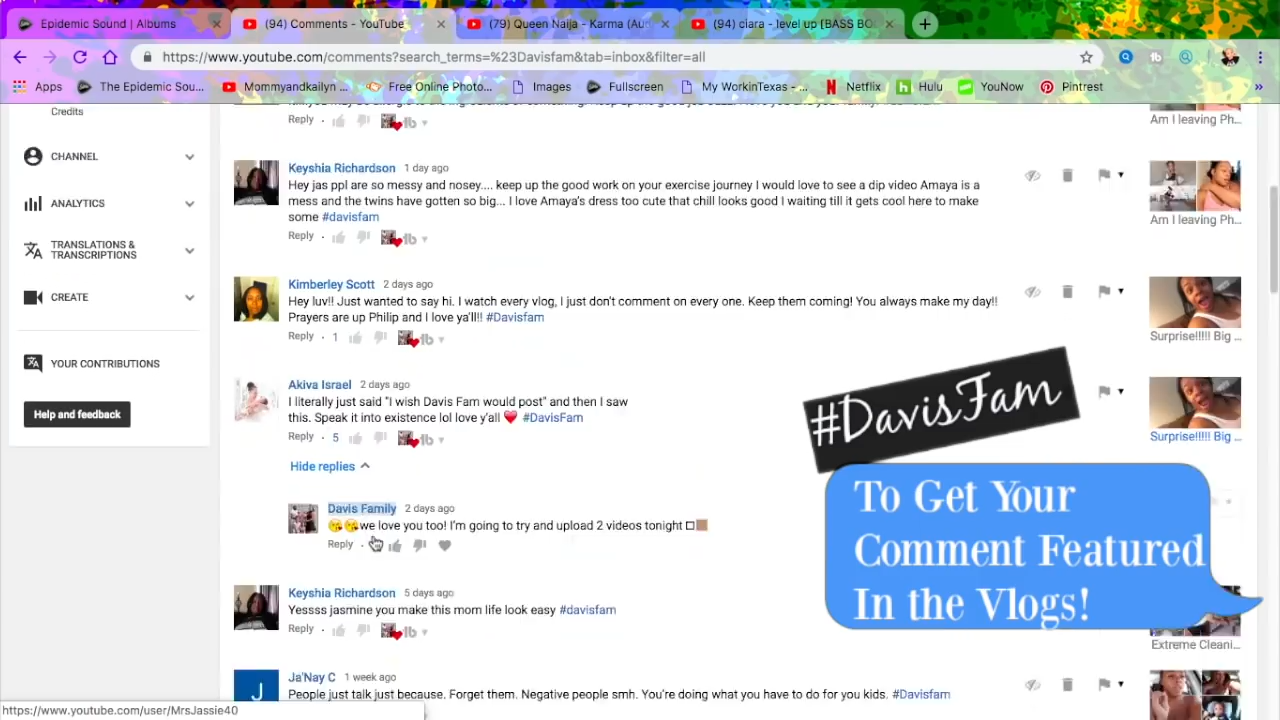 Epidemic Sound | Albums
(94) Comments - YouTube
(79) Queen Naija - Karma (Au
(94) ciara - level up [BASS BO
https://www.youtube.com/comments?search_terms=%23Davisfam&tab=inbox&filter=all
Apps
The Epidemic Sou...
Mommyandkailyn ...
Free Online Photo...
Images
Fullscreen
My WorkinTexas - ...
Netflix
Hulu
YouNow
Pintrest
»
Credits
CHANNEL
ANALYTICS
TRANSLATIONS &
TRANSCRIPTIONS
CREATE
YOUR CONTRIBUTIONS
Help and feedback
Reply
Am I leaving Ph...
Keyshia Richardson 1 day ago
Hey jas ppl are so messy and nosey.... keep up the good work on your exercise journey I would love to see a dip video Amaya is a
mess and the twins have gotten so big... I love Amaya's dress too cute that chill looks good I waiting till it gets cool here to make
some #davisfam
Reply
Am I leaving Ph...
Kimberley Scott 2 days ago
Hey luv!! Just wanted to say hi. I watch every vlog, I just don't comment on every one. Keep them coming! You always make my day!!
Prayers are up Philip and I love ya'll!! #Davisfam
Reply · 1
Surprise!!!!! Big ...
Akiva Israel 2 days ago
I literally just said "I wish Davis Fam would post" and then I saw
this. Speak it into existence lol love y'all ❤ #DavisFam
Reply · 5
Surprise!!!!! Big ...
Hide replies
Davis Family 2 days ago
😘😘we love you too! I'm going to try and upload 2 videos tonight
Reply
Keyshia Richardson 5 days ago
Yessss jasmine you make this mom life look easy #davisfam
Reply
Extreme Cleani...
J
Ja'Nay C 1 week ago
People just talk just because. Forget them. Negative people smh. You're doing what you have to do for you kids. #Davisfam
https://www.youtube.com/user/MrsJassie40
#DavisFam
To Get Your
Comment Featured
In the Vlogs!